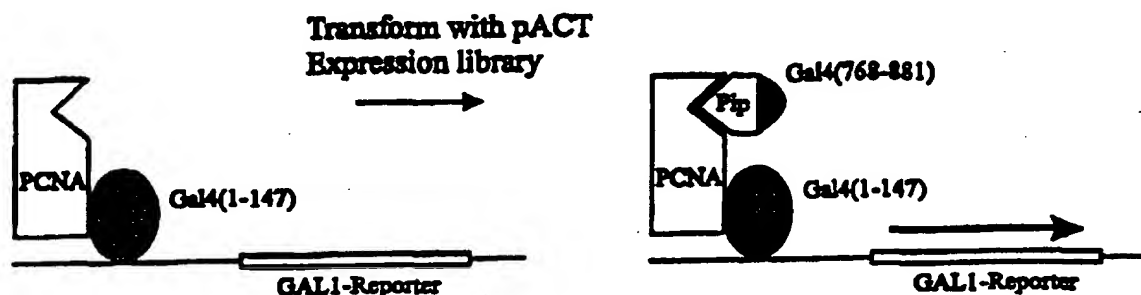 Transform with pACT
Expression library
PCNA
Gal4(1-147)
GAL1-Reporter
Gal4(768-881)
Pip
PCNA
Gal4(1-147)
GAL1-Reporter